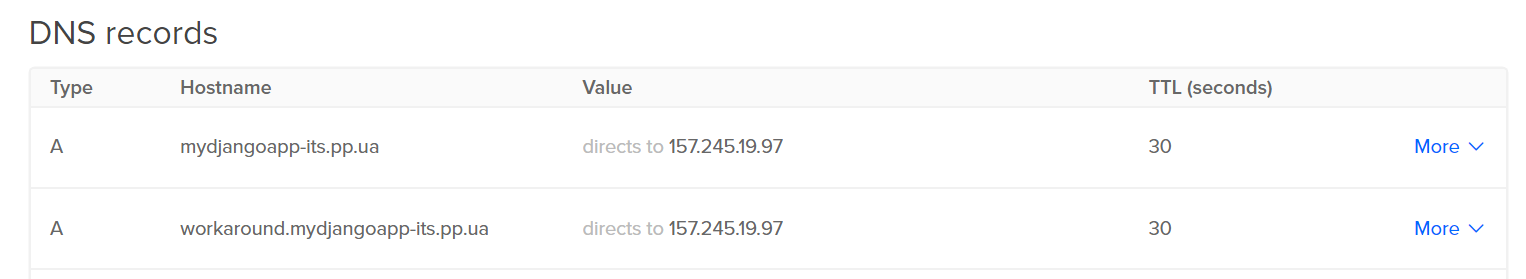 DNS records
Type Hostname Value TTL (seconds)
A mydjangoapp-its.pp.ua directs to 157.245.19.97 30 More
A workaround.mydjangoapp-its.pp.ua directs to 157.245.19.97 30 More